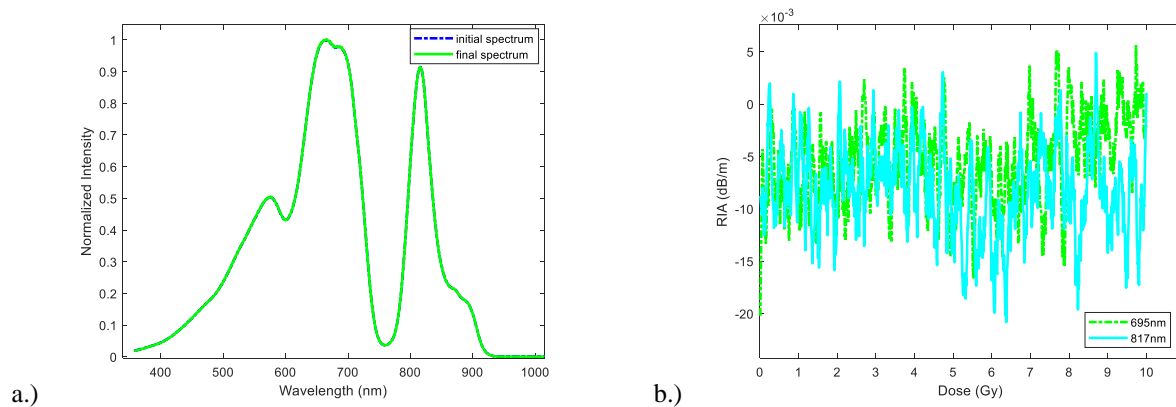 1
0.9
0.8
0.7
0.6
0.5
0.4
0.3
0.2
0.1
0
Normalized Intensity
initial spectrum
final spectrum
400 500 600 700 800 900 1000
Wavelength (nm)
a.)
×10⁻³
5
0
-5
-10
-15
-20
RIA (dB/m)
695nm
817nm
0 1 2 3 4 5 6 7 8 9 10
Dose (Gy)
b.)